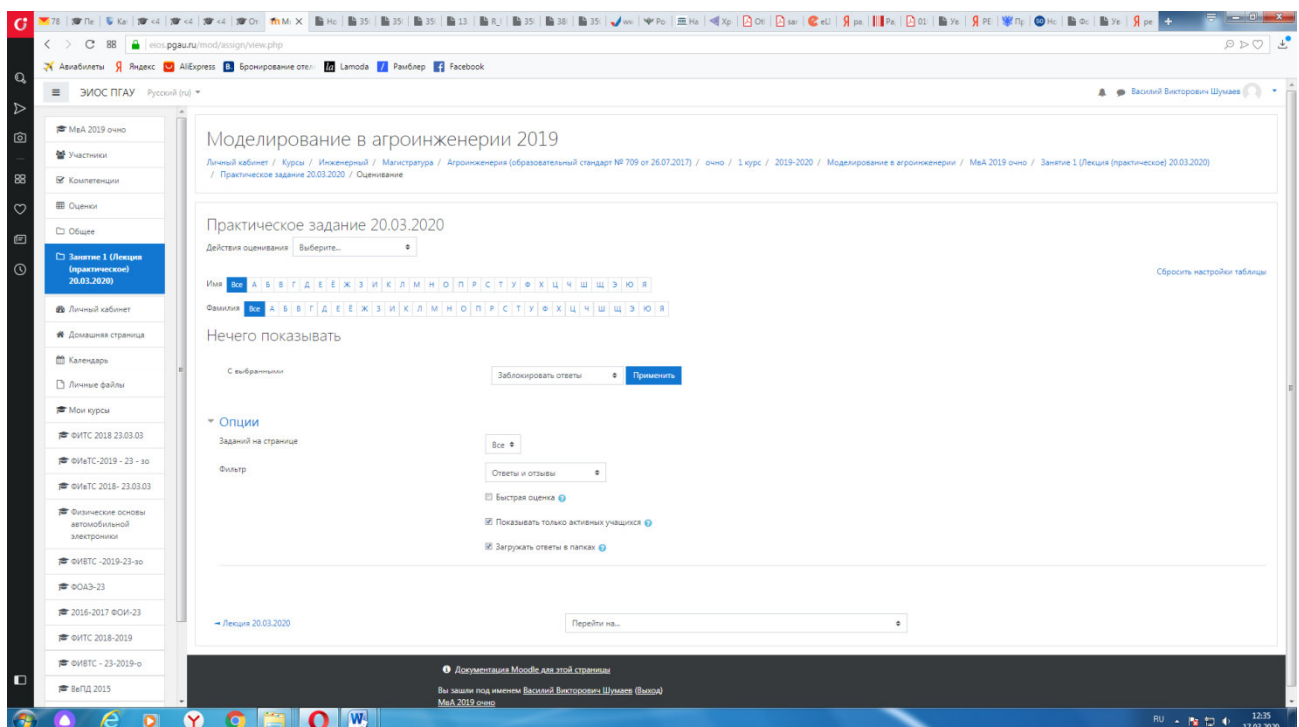 eios.pgau.ru/mod/assign/view.php
Авиабилеты Яндекс AliExpress Бронирование отел Lamoda Рамблер Facebook
ЭИОС ПГАУ Русский (ru)
Василий Викторович Шумаев
МвА 2019 очно
Участники
Компетенции
Оценки
Общее
Занятие 1 (Лекция
(практическое)
20.03.2020)
Личный кабинет
Домашняя страница
Календарь
Личные файлы
Мои курсы
ФИТС 2018 23.03.03
ФИвТС-2019 - 23 - зо
ФИвТС 2018- 23.03.03
Физические основы
автомобильной
электроники
ФИВТС -2019-23-зо
ФОАЭ-23
2016-2017 ФОИ-23
ФИТС 2018-2019
ФИВТС - 23-2019-о
ВвПД 2015
Моделирование в агроинженерии 2019
Личный кабинет / Курсы / Инженерный / Магистратура / Агроинженерия (образовательный стандарт № 709 от 26.07.2017) / очно / 1 курс / 2019-2020 / Моделирование в агроинженерии / МвА 2019 очно / Занятие 1 (Лекция (практическое) 20.03.2020)
/ Практическое задание 20.03.2020 / Оценивание
Практическое задание 20.03.2020
Действия оценивания Выберите...
Сбросить настройки таблицы
Имя Все А Б В Г Д Е Ё Ж З И К Л М Н О П Р С Т У Ф Х Ц Ч Ш Щ Э Ю Я
Фамилия Все А Б В Г Д Е Ё Ж З И К Л М Н О П Р С Т У Ф Х Ц Ч Ш Щ Э Ю Я
Нечего показывать
С выбранными Заблокировать ответы Применить
Опции
Заданий на странице Все
Фильтр Ответы и отзывы
Быстрая оценка
Показывать только активных учащихся
Загружать ответы в папках
Лекция 20.03.2020
Перейти на...
Документация Moodle для этой страницы
Вы зашли под именем Василий Викторович Шумаев (Выход)
МвА 2019 очно
RU 12:35
17.03.2020